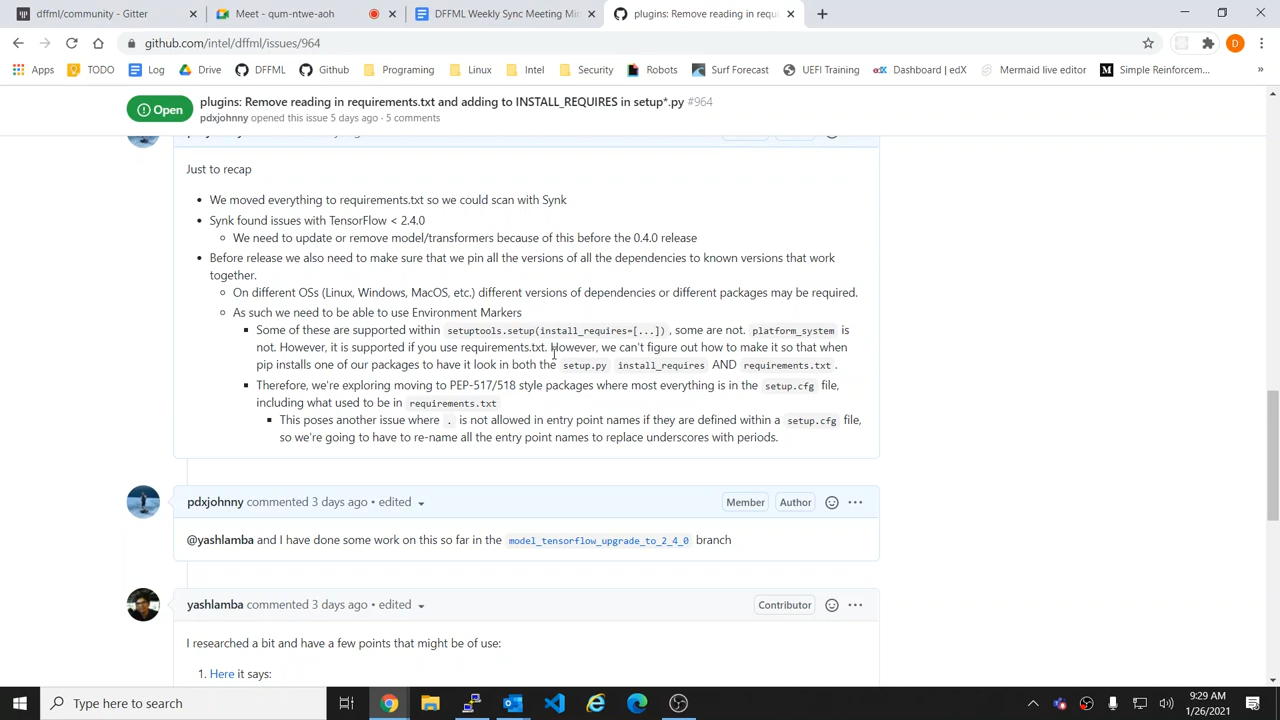 dffml/community - Gitter
Meet - qum-ntwe-aoh
DFFML Weekly Sync Meeting Min
plugins: Remove reading in requi
github.com/intel/dffml/issues/964
D
Apps
TODO
Log
Drive
DFFML
Github
Programing
Linux
Intel
Security
Robots
Surf Forecast
UEFI Training
Dashboard | edX
Mermaid live editor
Simple Reinforcem...
»
Open
plugins: Remove reading in requirements.txt and adding to INSTALL_REQUIRES in setup*.py #964
pdxjohnny opened this issue 5 days ago · 5 comments
Just to recap
We moved everything to requirements.txt so we could scan with Synk
Synk found issues with TensorFlow < 2.4.0
We need to update or remove model/transformers because of this before the 0.4.0 release
Before release we also need to make sure that we pin all the versions of all the dependencies to known versions that work
together.
On different OSs (Linux, Windows, MacOS, etc.) different versions of dependencies or different packages may be required.
As such we need to be able to use Environment Markers
Some of these are supported within setuptools.setup(install_requires=[...]), some are not. platform_system is
not. However, it is supported if you use requirements.txt. However, we can't figure out how to make it so that when
pip installs one of our packages to have it look in both the setup.py install_requires AND requirements.txt.
Therefore, we're exploring moving to PEP-517/518 style packages where most everything is in the setup.cfg file,
including what used to be in requirements.txt
This poses another issue where . is not allowed in entry point names if they are defined within a setup.cfg file,
so we're going to have to re-name all the entry point names to replace underscores with periods.
pdxjohnny commented 3 days ago • edited
Member
Author
@yashlamba and I have done some work on this so far in the model_tensorflow_upgrade_to_2_4_0 branch
yashlamba commented 3 days ago • edited
Contributor
I researched a bit and have a few points that might be of use:
1. Here it says:
Type here to search
9:29 AM
1/26/2021